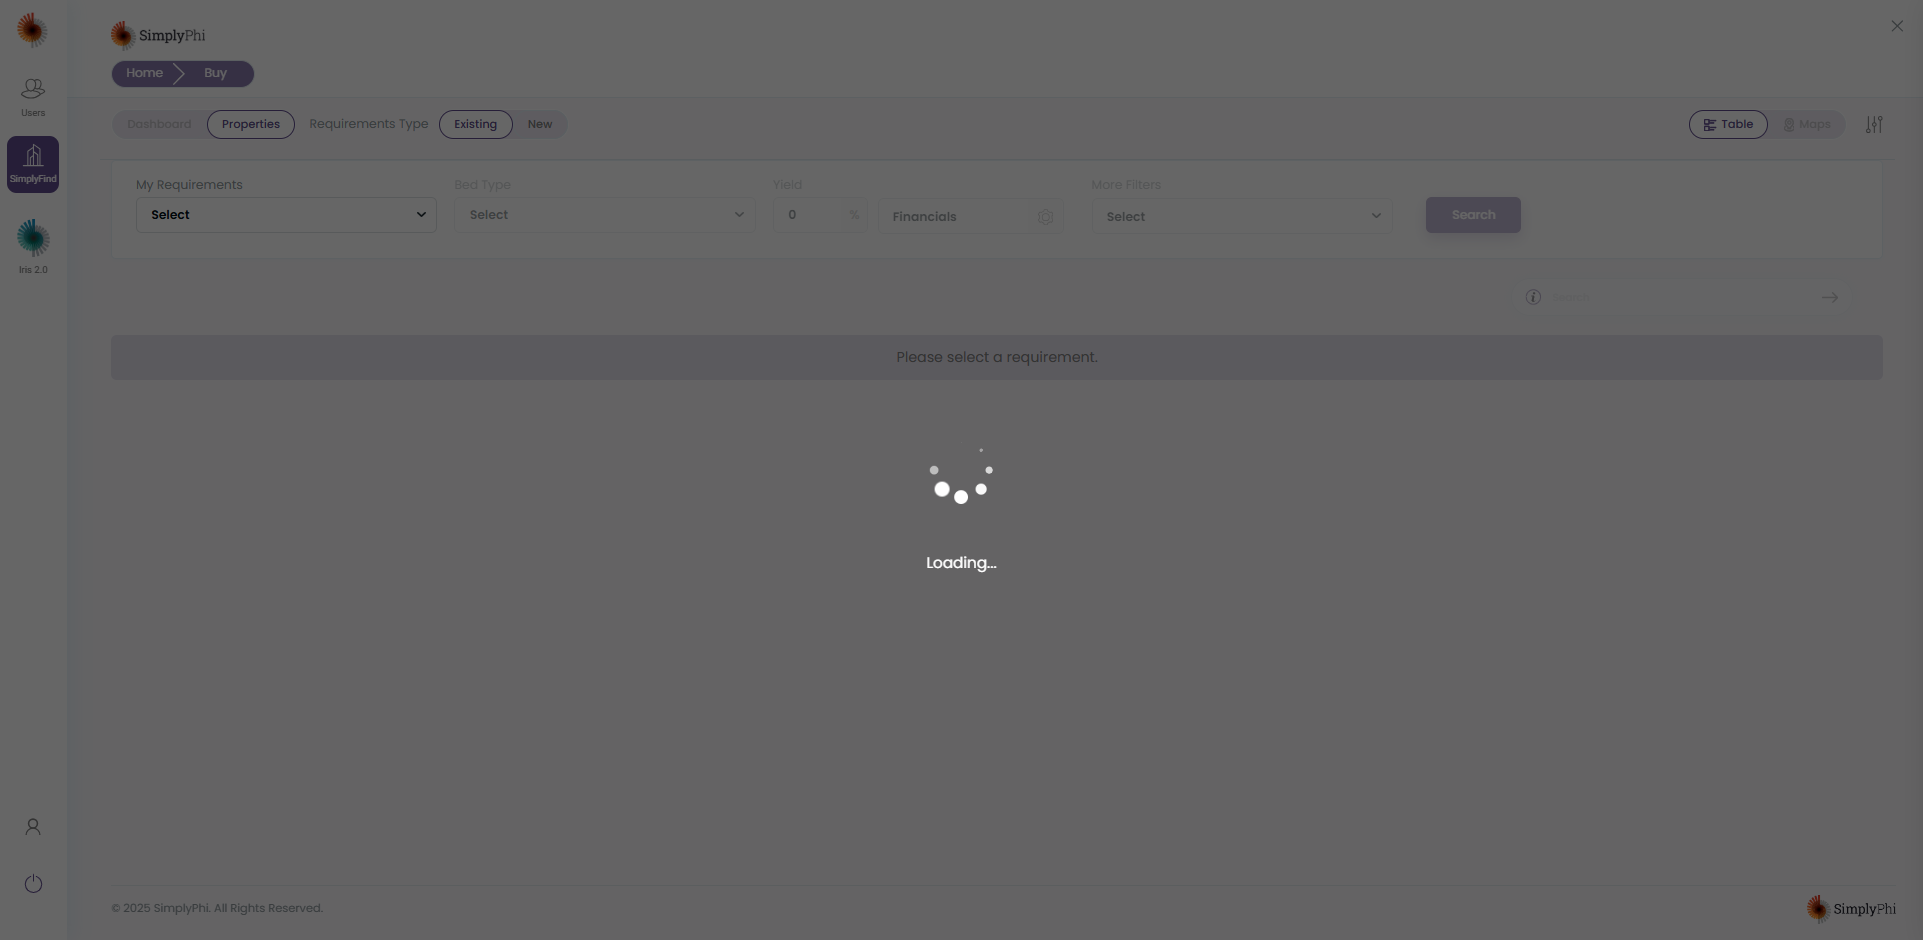 SimplyPhi
Home Buy
Users
Dashboard Properties Requirements Type Existing New Table Maps
SimplyFind
My Requirements Bed Type Yield More Filters
Select Select 0 % Financials Select Search
Iris 2.0
Please select a requirement.
Loading...
© 2025 SimplyPhi. All Rights Reserved. SimplyPhi